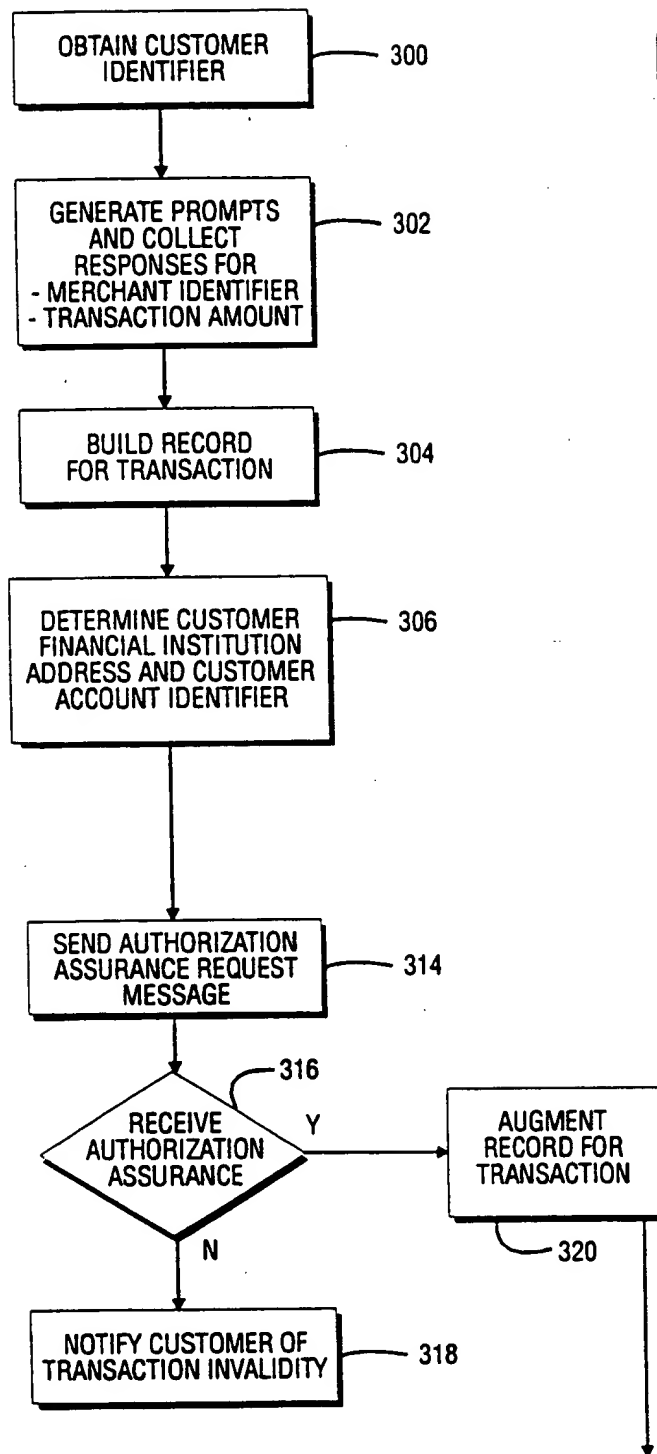 OBTAIN CUSTOMER
IDENTIFIER
300
GENERATE PROMPTS
AND COLLECT
RESPONSES FOR
- MERCHANT IDENTIFIER
- TRANSACTION AMOUNT
302
BUILD RECORD
FOR TRANSACTION
304
DETERMINE CUSTOMER
FINANCIAL INSTITUTION
ADDRESS AND CUSTOMER
ACCOUNT IDENTIFIER
306
SEND AUTHORIZATION
ASSURANCE REQUEST
MESSAGE
314
316
RECEIVE
AUTHORIZATION
ASSURANCE
Y
N
AUGMENT
RECORD FOR
TRANSACTION
320
NOTIFY CUSTOMER OF
TRANSACTION INVALIDITY
318